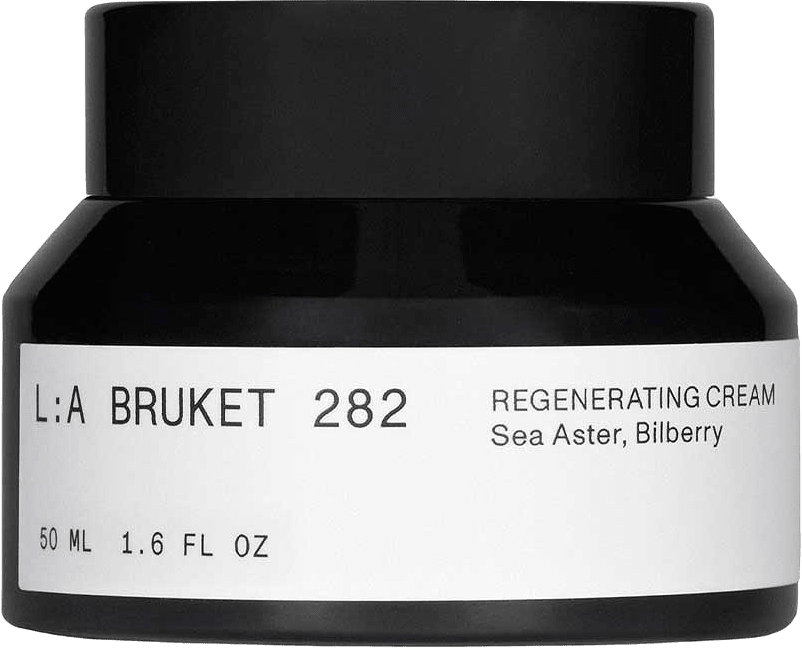 L:A BRUKET 282
REGENERATING CREAM
Sea Aster, Bilberry
50 ML 1.6 FL OZ